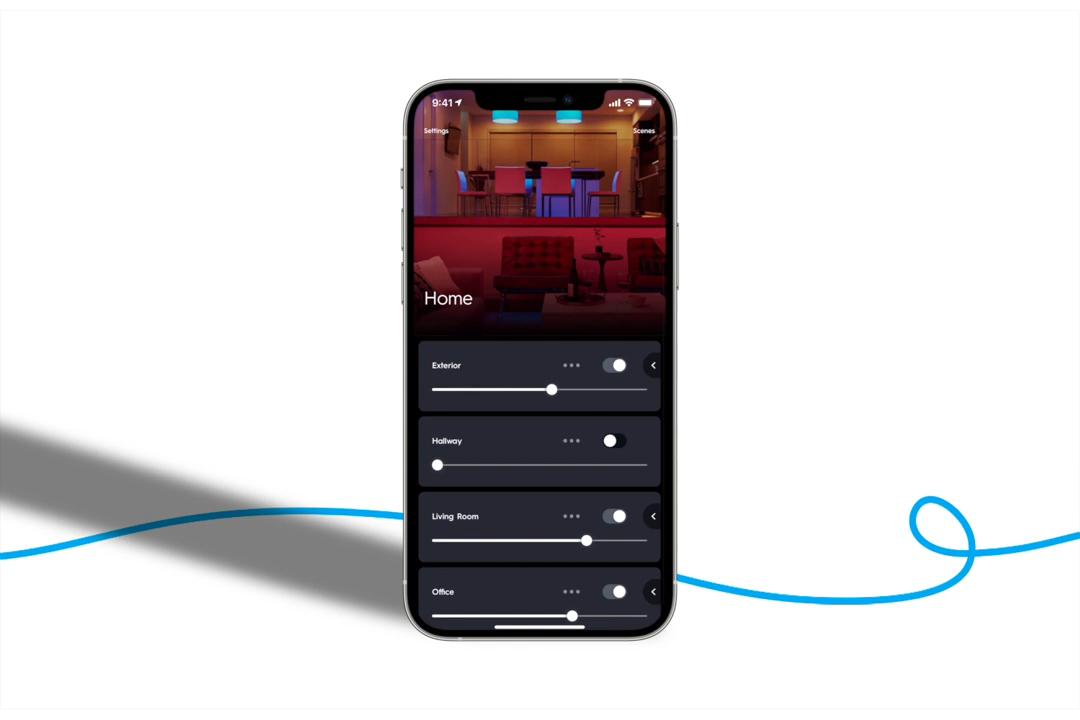 9:41
Settings
Scenes
Home
Exterior
Hallway
Living Room
Office